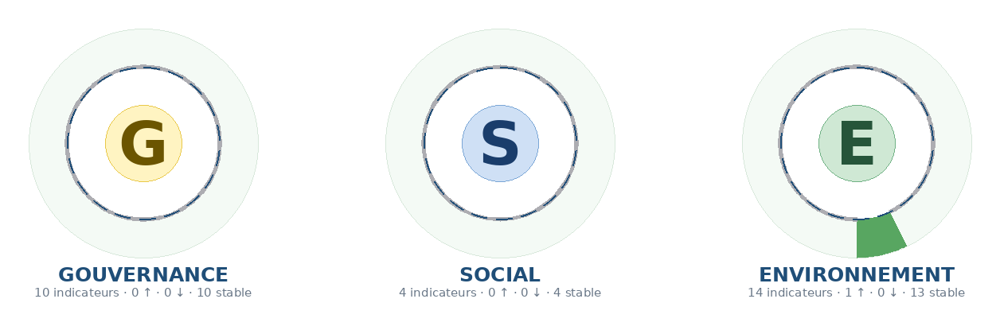 G
GOUVERNANCE
10 indicateurs · 0 ↑ · 0 ↓ · 10 stable
S
SOCIAL
4 indicateurs · 0 ↑ · 0 ↓ · 4 stable
E
ENVIRONNEMENT
14 indicateurs · 1 ↑ · 0 ↓ · 13 stable